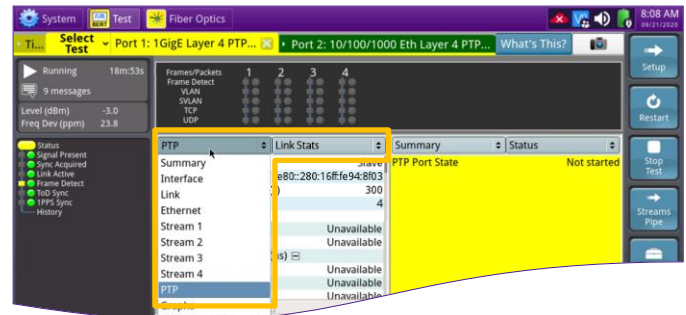 System Test Fiber Optics 8:08 AM
09/21/2020
Ti... Select Test Port 1: 1GigE Layer 4 PTP... Port 2: 10/100/1000 Eth Layer 4 PTP... What's This?
Setup
Running 18m:53s
9 messages
Level (dBm) -3.0
Freq Dev (ppm) 23.8
Frames/Packets 1 2 3 4
Frame Detect
VLAN
SVLAN
TCP
UDP
Restart
Status
Signal Present
Sync Acquired
Link Active
Frame Detect
ToD Sync
1PPS Sync
History
PTP Link Stats Summary Status
Summary Slave
Interface e80::280:16ff:fe94:8f03
Link 300
Ethernet 4
Stream 1 Unavailable
Stream 2 Unavailable
Stream 3 ns)
Stream 4 Unavailable
PTP Unavailable
Graphs Unavailable
PTP Port State Not started
Stop Test
Streams Pipe